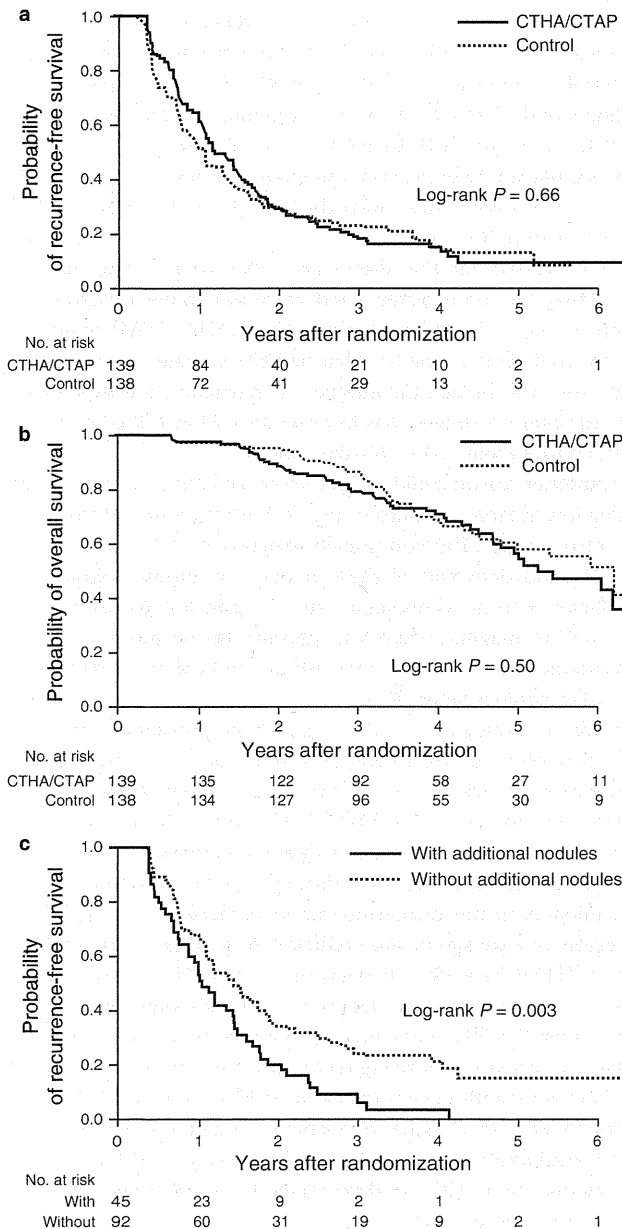 a
CTHA/CTAP
Control
1.0
0.8
0.6
0.4
0.2
0.0
Probability
of recurrence-free survival
Log-rank P = 0.66
0 1 2 3 4 5 6
Years after randomization
No. at risk
CTHA/CTAP 139 84 40 21 10 2 1
Control 138 72 41 29 13 3
b
CTHA/CTAP
Control
1.0
0.8
0.6
0.4
0.2
0.0
Probability of overall survival
Log-rank P = 0.50
0 1 2 3 4 5 6
Years after randomization
No. at risk
CTHA/CTAP 139 135 122 92 58 27 11
Control 138 134 127 96 55 30 9
c
With additional nodules
Without additional nodules
1.0
0.8
0.6
0.4
0.2
0.0
Probability
of recurrence-free survival
Log-rank P = 0.003
0 1 2 3 4 5 6
Years after randomization
No. at risk
With 45 23 9 2 1
Without 92 60 31 19 9 2 1